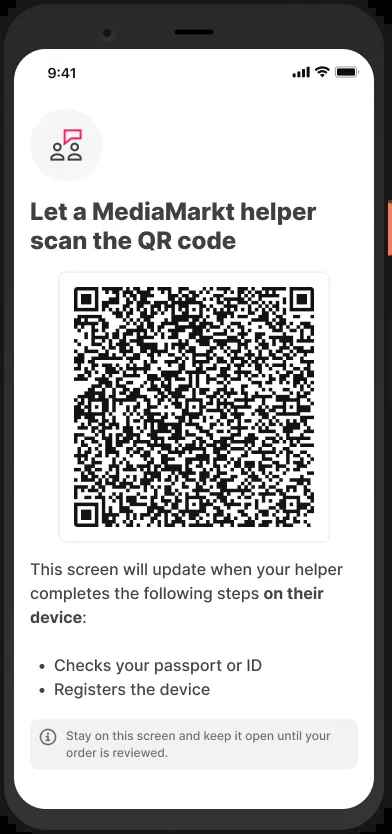 9:41
Let a MediaMarkt helper
scan the QR code
This screen will update when your helper
completes the following steps on their
device:
• Checks your passport or ID
• Registers the device
Stay on this screen and keep it open until your
order is reviewed.